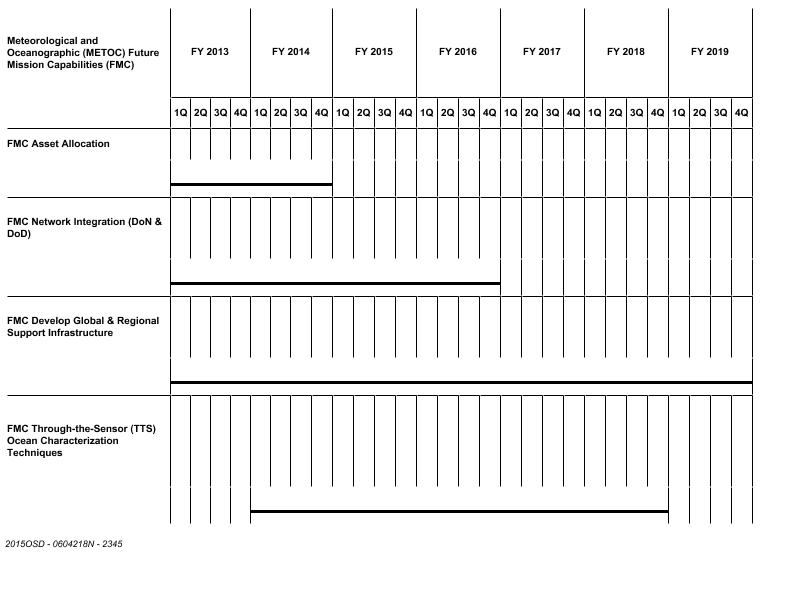 Meteorological and
Oceanographic (METOC) Future
Mission Capabilities (FMC)
FY 2013 FY 2014 FY 2015 FY 2016 FY 2017 FY 2018 FY 2019
1Q 2Q 3Q 4Q 1Q 2Q 3Q 4Q 1Q 2Q 3Q 4Q 1Q 2Q 3Q 4Q 1Q 2Q 3Q 4Q 1Q 2Q 3Q 4Q 1Q 2Q 3Q 4Q
FMC Asset Allocation
FMC Network Integration (DoN &
DoD)
FMC Develop Global & Regional
Support Infrastructure
FMC Through-the-Sensor (TTS)
Ocean Characterization
Techniques
2015OSD - 0604218N - 2345